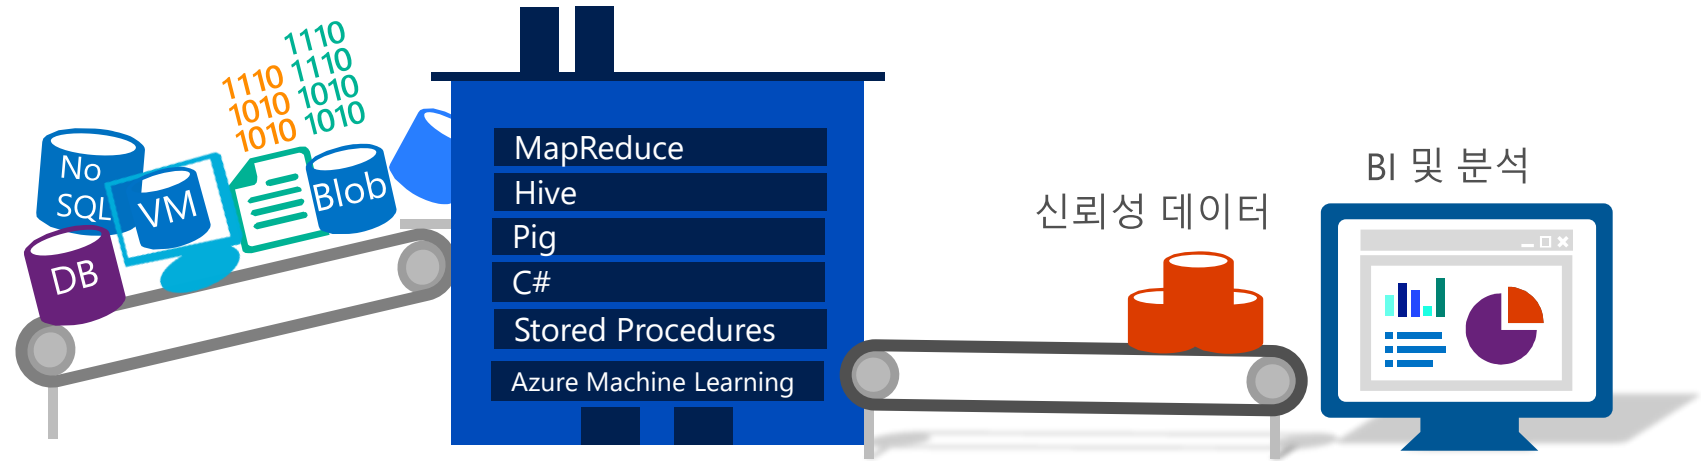 1110
1110
1010
1010
1110
1010
1010
No
SQL
VM
Blob
DB
MapReduce
Hive
Pig
C#
Stored Procedures
Azure Machine Learning
신뢰성 데이터
BI 및 분석